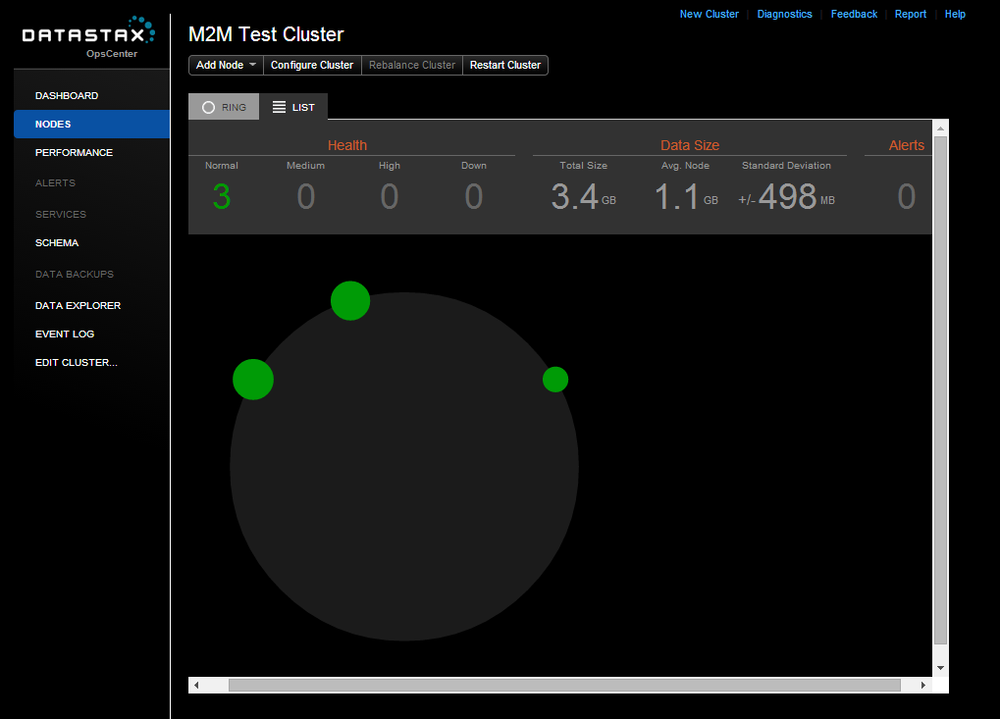 New Cluster Diagnostics Feedback Report Help
DATASTAX
OpsCenter
M2M Test Cluster
Add Node Configure Cluster Rebalance Cluster Restart Cluster
DASHBOARD
NODES
PERFORMANCE
ALERTS
SERVICES
SCHEMA
DATA BACKUPS
DATA EXPLORER
EVENT LOG
EDIT CLUSTER...
RING LIST
Health Data Size Alerts
Normal Medium High Down Total Size Avg. Node Standard Deviation
3 0 0 0 3.4 GB 1.1 GB +/- 498 MB 0